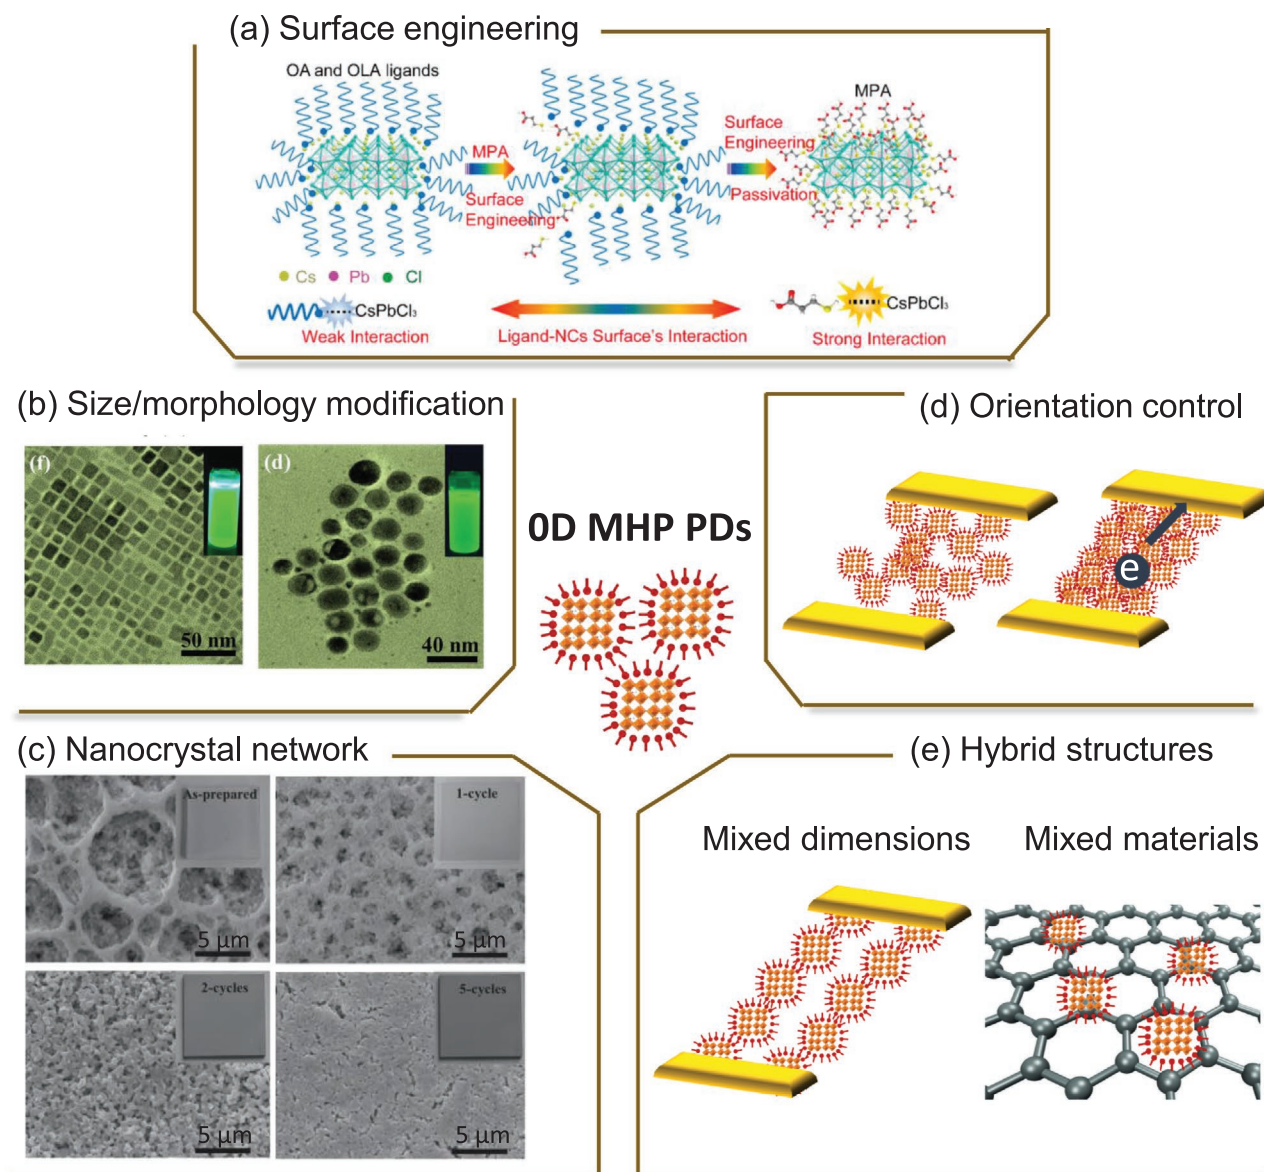 (a) Surface engineering
OA and OLA ligands
MPA
Surface
Engineering
Surface
Engineering
Passivation
MPA
Cs Pb Cl
CsPbCl₃
Weak Interaction
Ligand-NCs Surface's Interaction
CsPbCl₃
Strong Interaction
(b) Size/morphology modification
(f)
50 nm
(d)
40 nm
0D MHP PDs
(d) Orientation control
e
(c) Nanocrystal network
As-prepared
5 µm
1-cycle
5 µm
2-cycles
5 µm
5-cycles
5 µm
(e) Hybrid structures
Mixed dimensions
Mixed materials